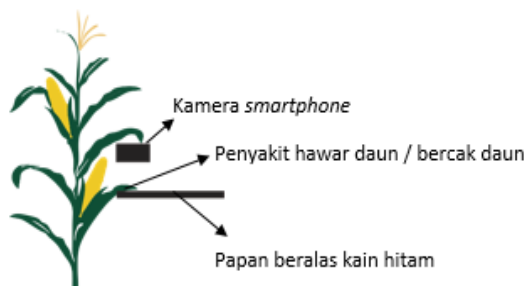 Kamera smartphone
Penyakit hawar daun / bercak daun
Papan beralas kain hitam